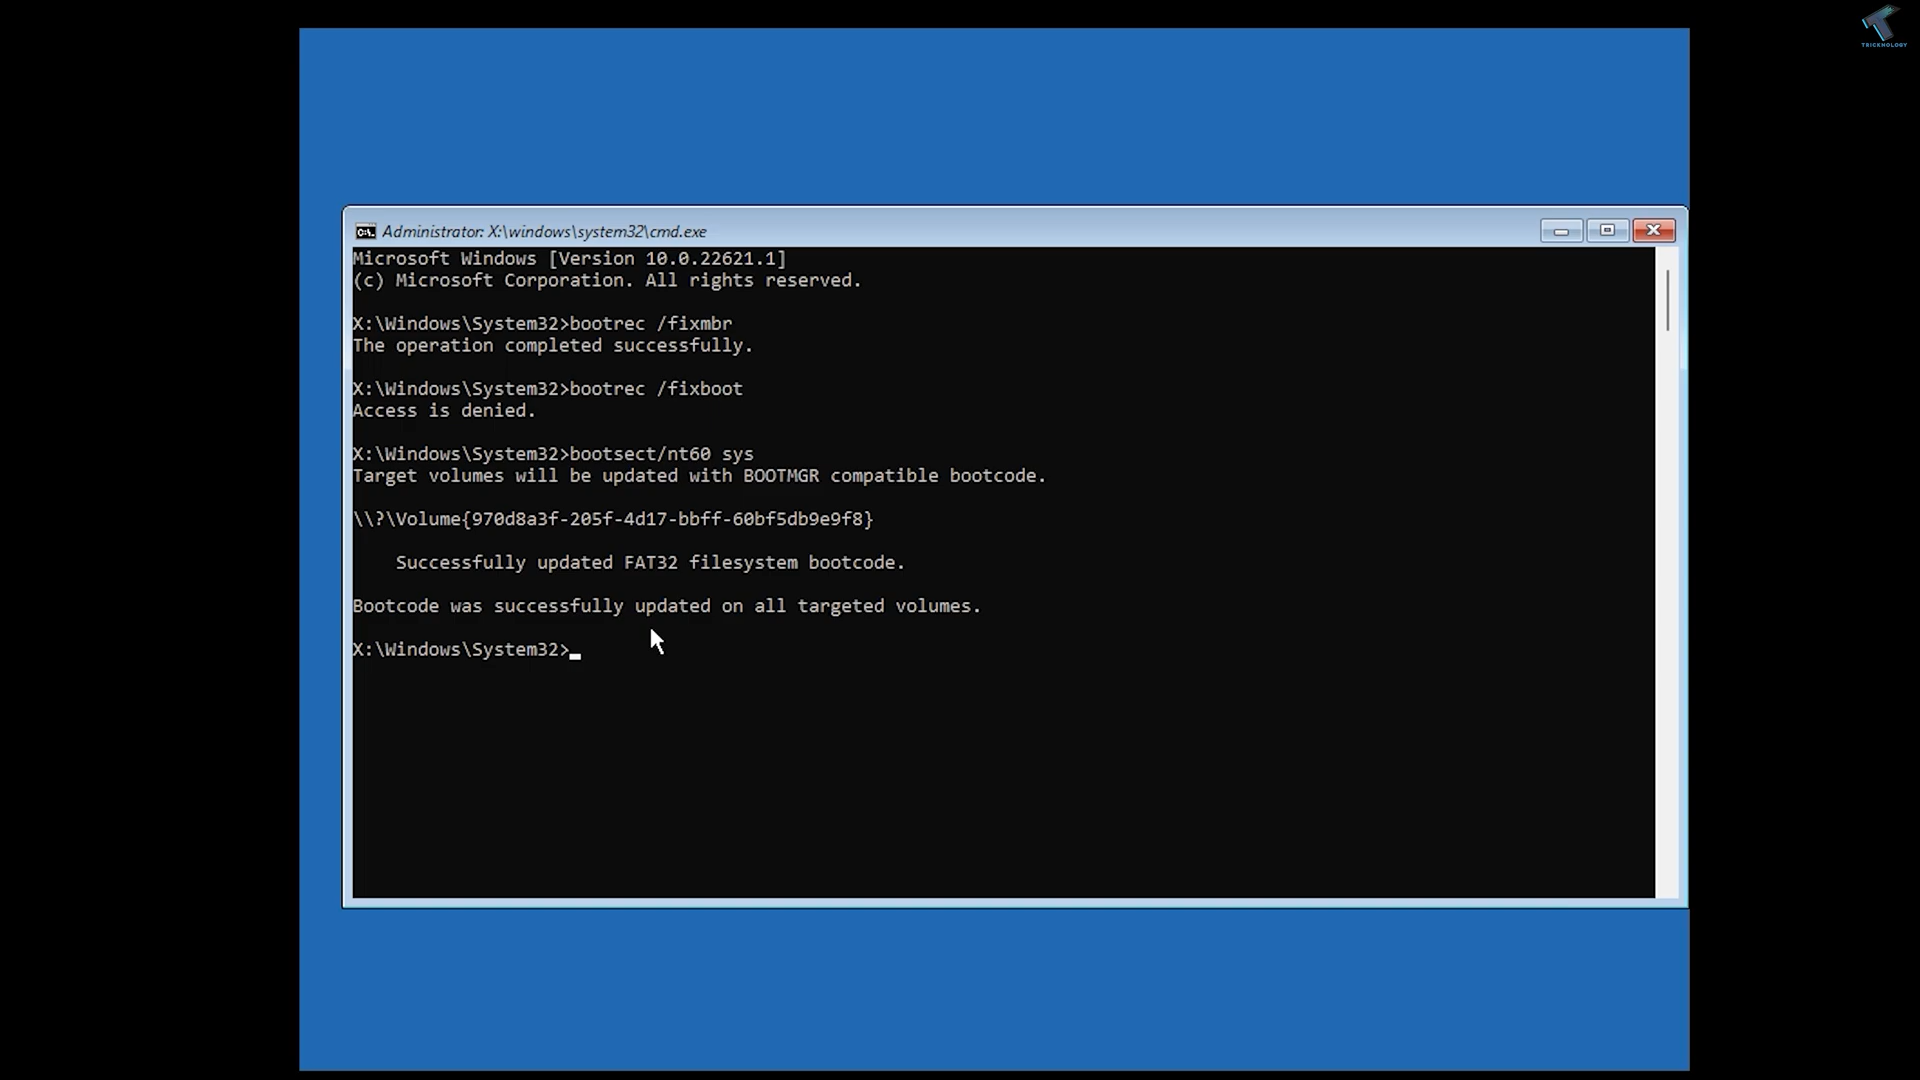 TRICKNOLOGY
Administrator: X:\windows\system32\cmd.exe
Microsoft Windows [Version 10.0.22621.1]
(c) Microsoft Corporation. All rights reserved.
X:\Windows\System32>bootrec /fixmbr
The operation completed successfully.
X:\Windows\System32>bootrec /fixboot
Access is denied.
X:\Windows\System32>bootsect/nt60 sys
Target volumes will be updated with BOOTMGR compatible bootcode.
\\?\Volume{970d8a3f-205f-4d17-bbff-60bf5db9e9f8}
Successfully updated FAT32 filesystem bootcode.
Bootcode was successfully updated on all targeted volumes.
X:\Windows\System32>